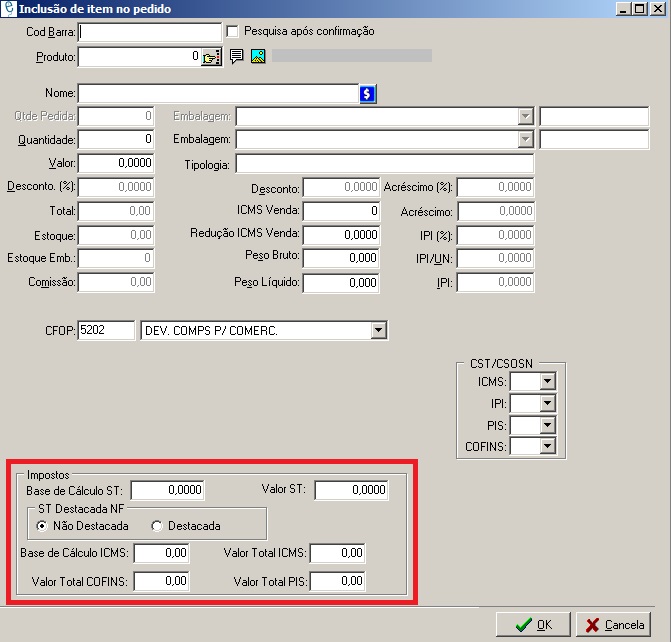 Inclusão de item no pedido
Cod Barra: Pesquisa após confirmação
Produto: 0
Nome: $
Qtde Pedida: 0 Embalagem:
Quantidade: 0 Embalagem:
Valor: 0,0000 Tipologia:
Desconto. (%): 0,0000 Desconto: 0,0000 Acréscimo (%): 0,0000
Total: 0,00 ICMS Venda: 0 Acréscimo: 0,0000
Estoque: 0,00 Redução ICMS Venda: 0,0000 IPI (%): 0,0000
Estoque Emb.: 0 Peso Bruto: 0,000 IPI/UN: 0,0000
Comissão: 0,00 Peso Líquido: 0,000 IPI: 0,0000
CFOP: 5202 DEV. COMPS P/ COMERC.
CST/CSOSN
ICMS:
IPI:
PIS:
COFINS:
Impostos
Base de Cálculo ST: 0,0000 Valor ST: 0,0000
ST Destacada NF
Não Destacada Destacada
Base de Cálculo ICMS: 0,00 Valor Total ICMS: 0,00
Valor Total COFINS: 0,00 Valor Total PIS: 0,00
OK Cancela